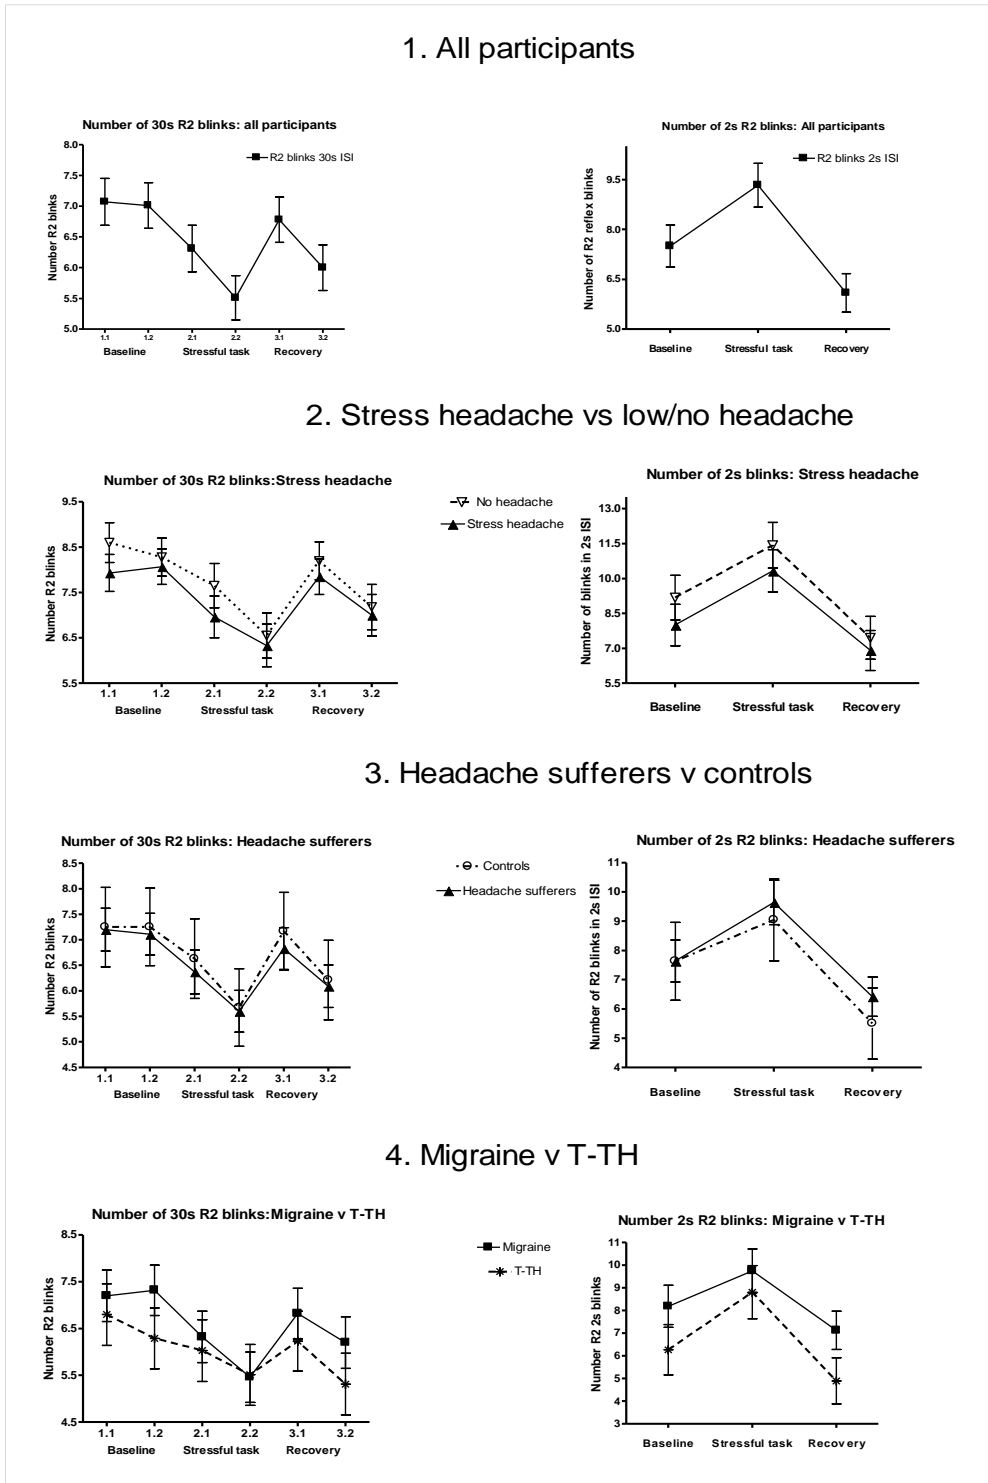 1. All participants
Number of 30s R2 blinks: all participants
R2 blinks 30s ISI
Number R2 blnks
8.0
7.5
7.0
6.5
6.0
5.5
5.0
1.1 1.2 2.1 2.2 3.1 3.2
Baseline Stressful task Recovery
Number of 2s R2 blinks: All participants
R2 blinks 2s ISI
Number of R2 reflex blinks
9.5
8.0
6.5
5.0
Baseline Stressful task Recovery
2. Stress headache vs low/no headache
Number of 30s R2 blinks:Stress headache
No headache
Stress headache
Number R2 blinks
9.5
8.5
7.5
6.5
5.5
1.1 1.2 2.1 2.2 3.1 3.2
Baseline Stressful task Recovery
Number of 2s blinks: Stress headache
Number of blinks in 2s ISI
13.0
11.5
10.0
8.5
7.0
5.5
Baseline Stressful task Recovery
3. Headache sufferers v controls
Number of 30s R2 blinks: Headache sufferers
Controls
Headache sufferers
Number R2 blinks
8.5
8.0
7.5
7.0
6.5
6.0
5.5
5.0
4.5
1.1 1.2 2.1 2.2 3.1 3.2
Baseline Stressful task Recovery
Number of 2s R2 blinks: Headache sufferers
Number of R2 blinks in 2s ISI
11
10
9
8
7
6
5
4
Baseline Stressful task Recovery
4. Migraine v T-TH
Number of 30s R2 blinks:Migraine v T-TH
Migraine
T-TH
Number R2 blinks
8.5
7.5
6.5
5.5
4.5
1.1 1.2 2.1 2.2 3.1 3.2
Baseline Stressful task Recovery
Number 2s R2 blinks: Migraine v T-TH
Number R2 2s blinks
11
10
9
8
7
6
5
4
3
Baseline Stressful task Recovery